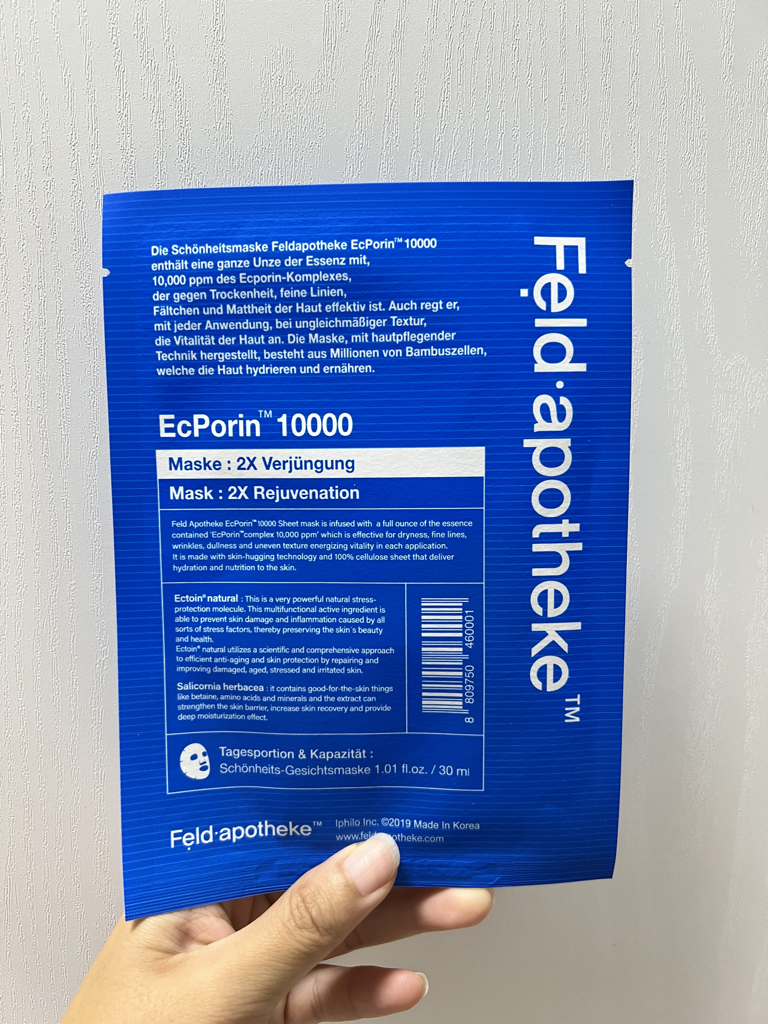 Die Schönheitsmaske Feldapotheke EcPorin™ 10000
enthält eine ganze Unze der Essenz mit,
10,000 ppm des Ecporin-Komplexes,
der gegen Trockenheit, feine Linien,
Fältchen und Mattheit der Haut effektiv ist. Auch regt er,
mit jeder Anwendung, bei ungleichmäßiger Textur,
die Vitalität der Haut an. Die Maske, mit hautpflegender
Technik hergestellt, besteht aus Millionen von Bambuszellen,
welche die Haut hydrieren und ernähren.
EcPorin™ 10000
Maske : 2X Verjüngung
Mask : 2X Rejuvenation
Feld Apotheke EcPorin™10000 Sheet mask is infused with a full ounce of the essence
contained 'EcPorin™complex 10,000 ppm' which is effective for dryness, fine lines,
wrinkles, dullness and uneven texture energizing vitality in each application.
It is made with skin-hugging technology and 100% cellulose sheet that deliver
hydration and nutrition to the skin.
Ectoin® natural : This is a very powerful natural stress-
protection molecule. This multifunctional active ingredient is
able to prevent skin damage and inflammation caused by all
sorts of stress factors, thereby preserving the skin's beauty
and health.
Ectoin® natural utilizes a scientific and comprehensive approach
to efficient anti-aging and skin protection by repairing and
improving damaged, aged, stressed and irritated skin.
Salicornia herbacea : it contains good-for-the-skin things
like betaine, amino acids and minerals and the extract can
strengthen the skin barrier, increase skin recovery and provide
deep moisturization effect.
8 809750 460001
Tagesportion & Kapazität :
Schönheits-Gesichtsmaske 1.01 fl.oz. / 30 ml
Fẹld·apotheke™
Iphilo Inc. ©2019 Made In Korea
Fẹld·apotheke™